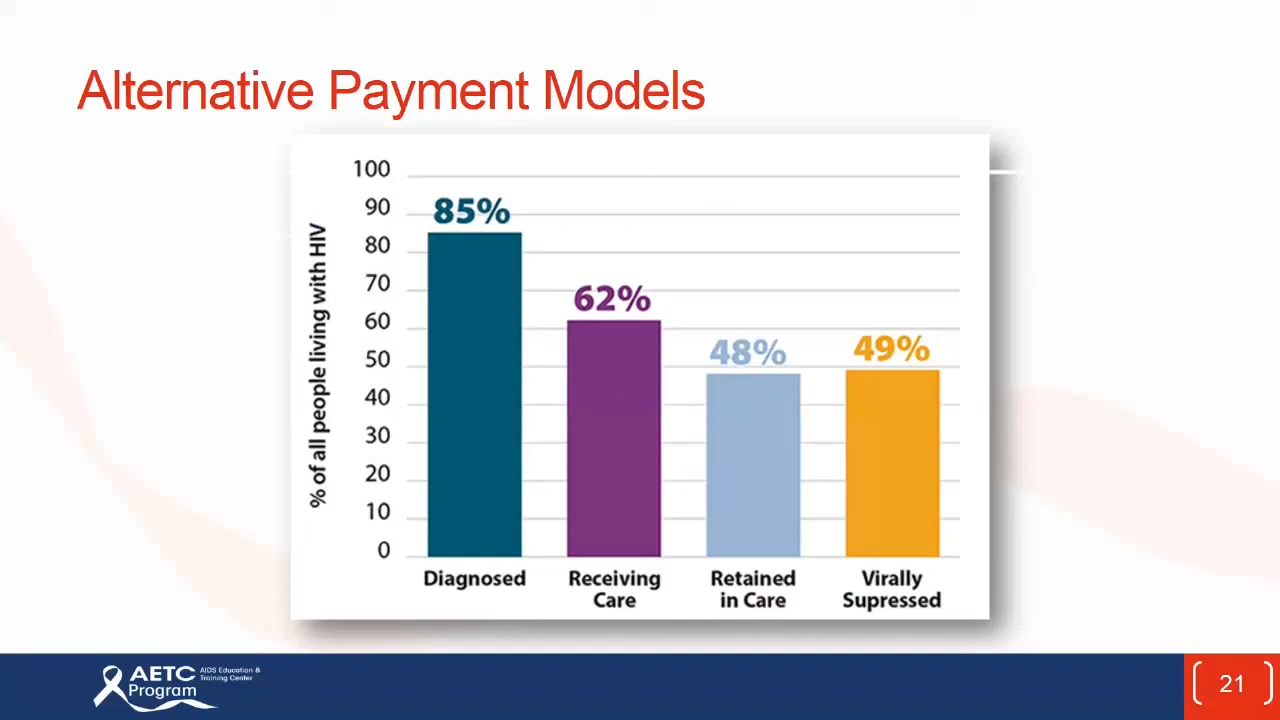 Alternative Payment Models
% of all people living with HIV
100
90
80
70
60
50
40
30
20
10
0
85%
62%
48%
49%
Diagnosed
Receiving
Care
Retained
in Care
Virally
Supressed
AETC
Program
AIDS Education &
Training Center
21